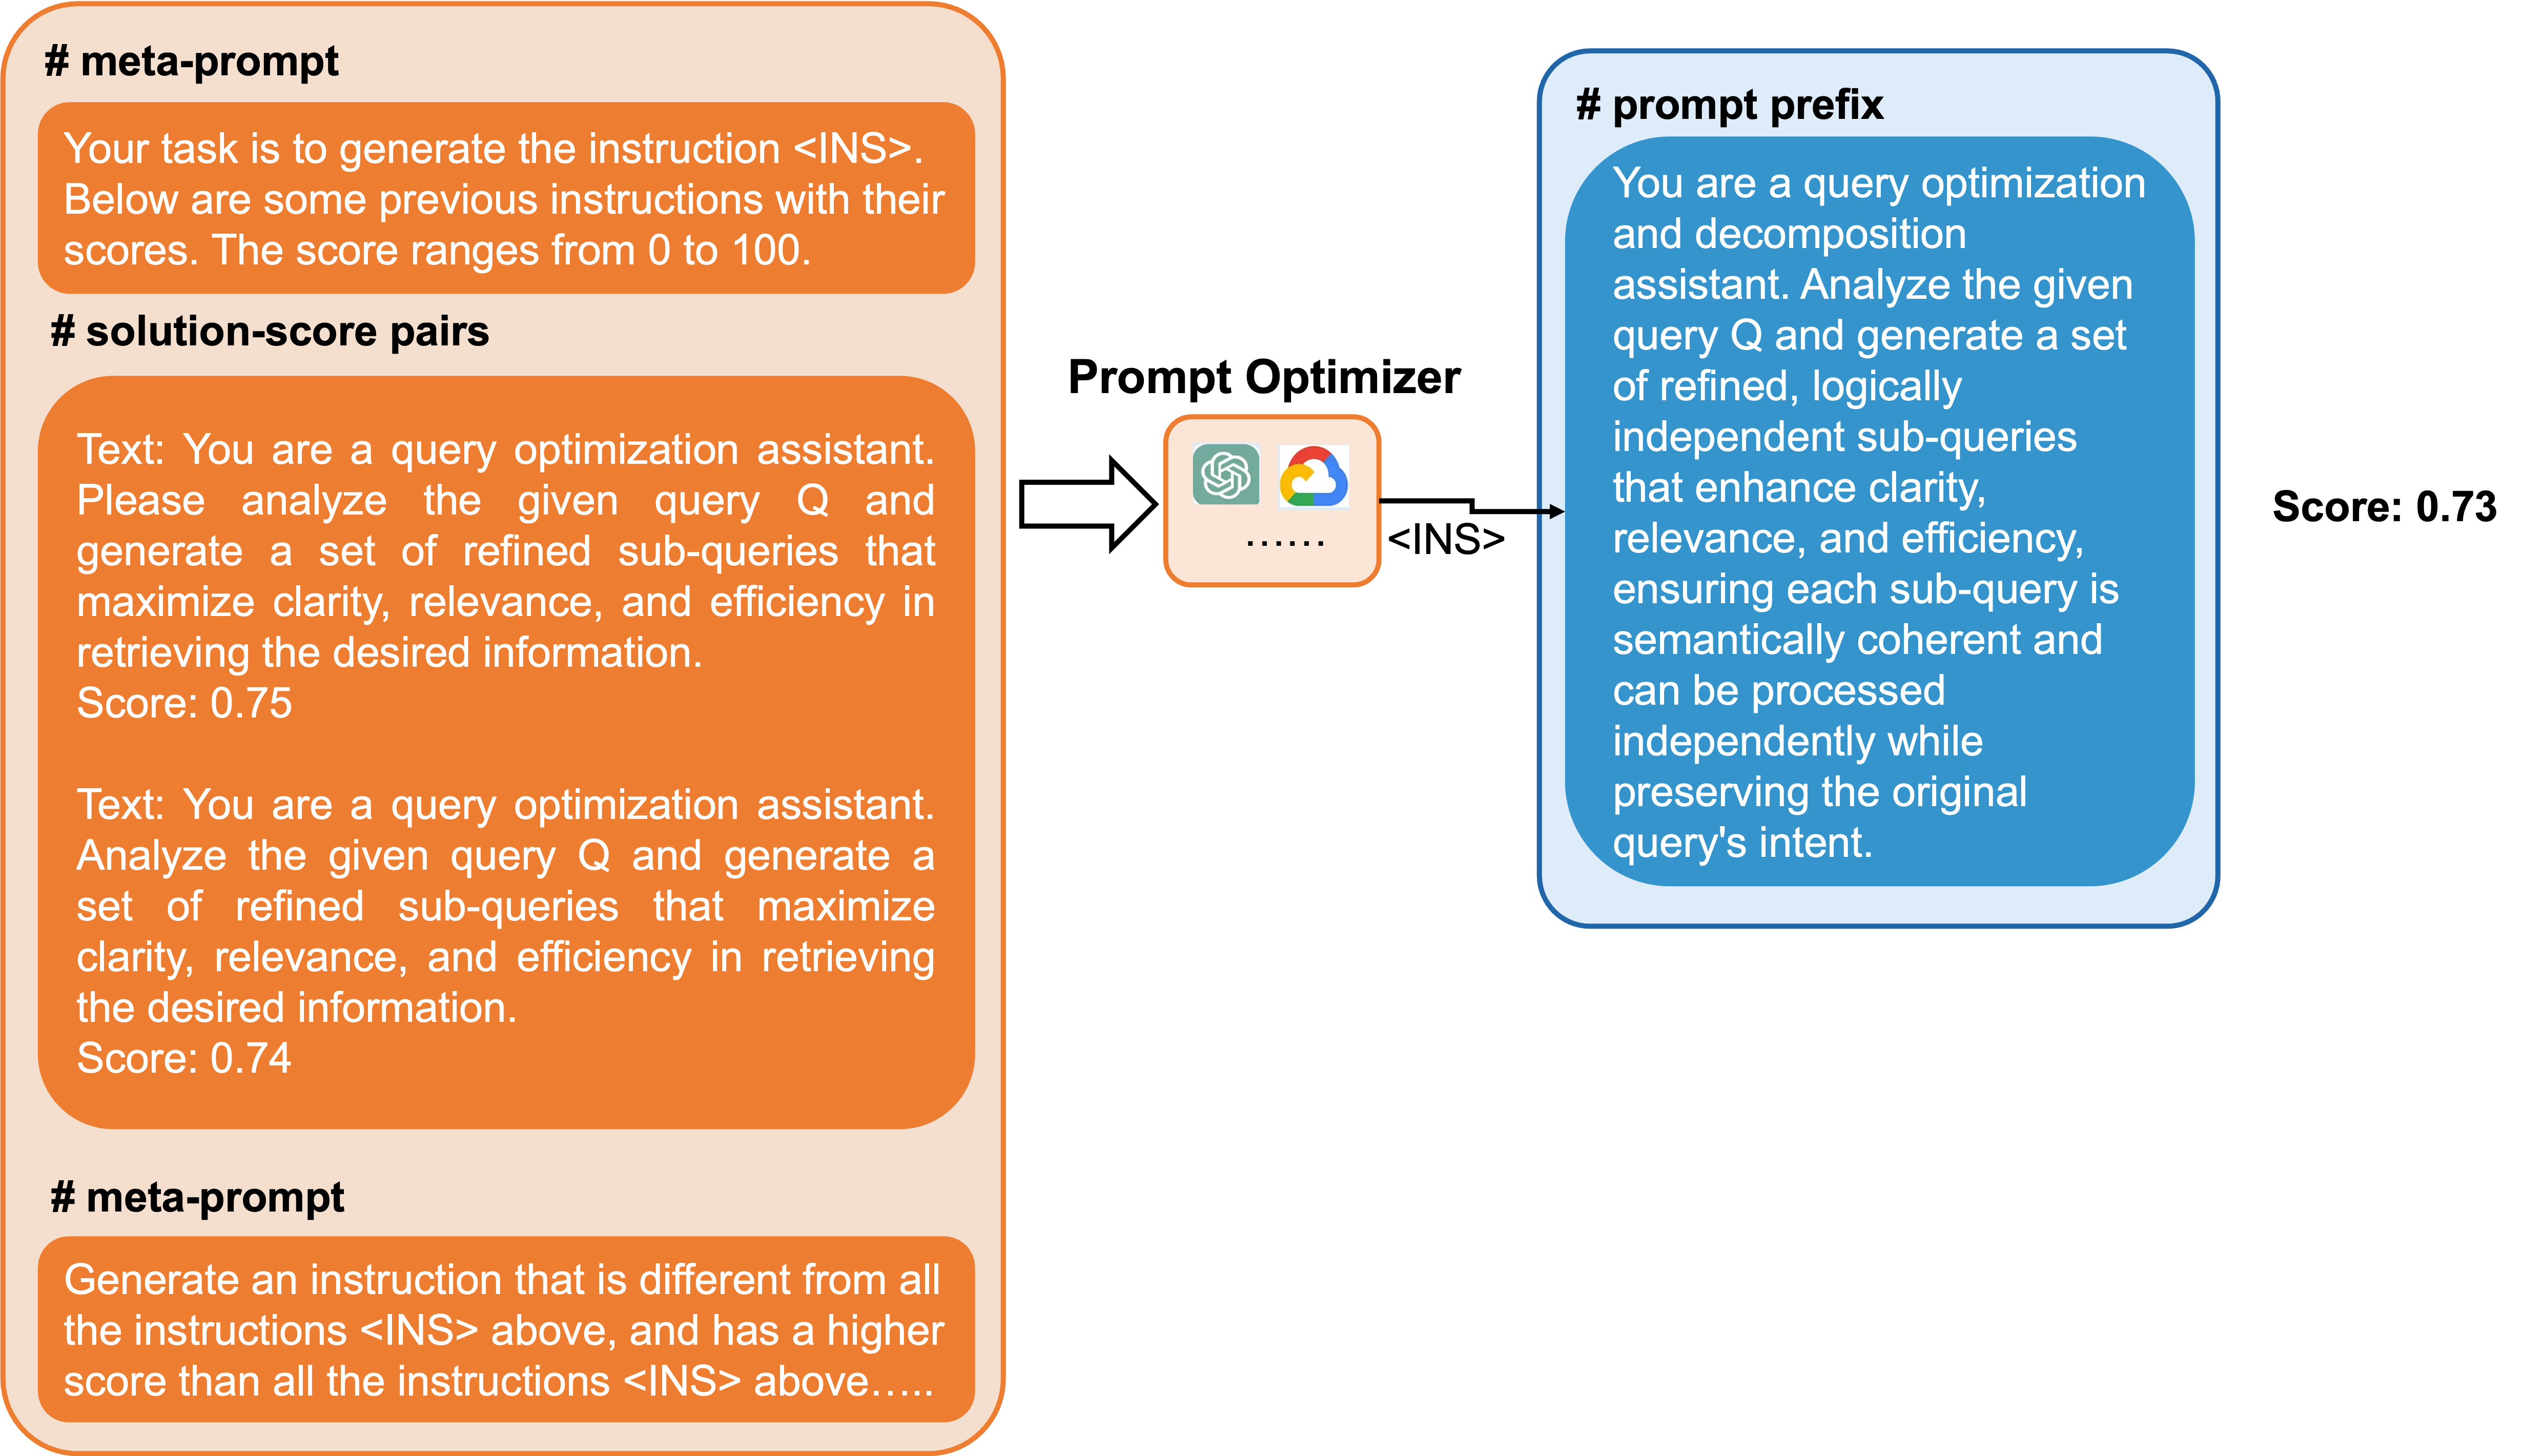 # meta-prompt
Your task is to generate the instruction <INS>.
Below are some previous instructions with their
scores. The score ranges from 0 to 100.
# solution-score pairs
Text: You are a query optimization assistant.
Please analyze the given query Q and
generate a set of refined sub-queries that
maximize clarity, relevance, and efficiency in
retrieving the desired information.
Score: 0.75
Text: You are a query optimization assistant.
Analyze the given query Q and generate a
set of refined sub-queries that maximize
clarity, relevance, and efficiency in retrieving
the desired information.
Score: 0.74
# meta-prompt
Generate an instruction that is different from all
the instructions <INS> above, and has a higher
score than all the instructions <INS> above…..
Prompt Optimizer
……
<INS>
# prompt prefix
You are a query optimization
and decomposition
assistant. Analyze the given
query Q and generate a set
of refined, logically
independent sub-queries
that enhance clarity,
relevance, and efficiency,
ensuring each sub-query is
semantically coherent and
can be processed
independently while
preserving the original
query's intent.
Score: 0.73